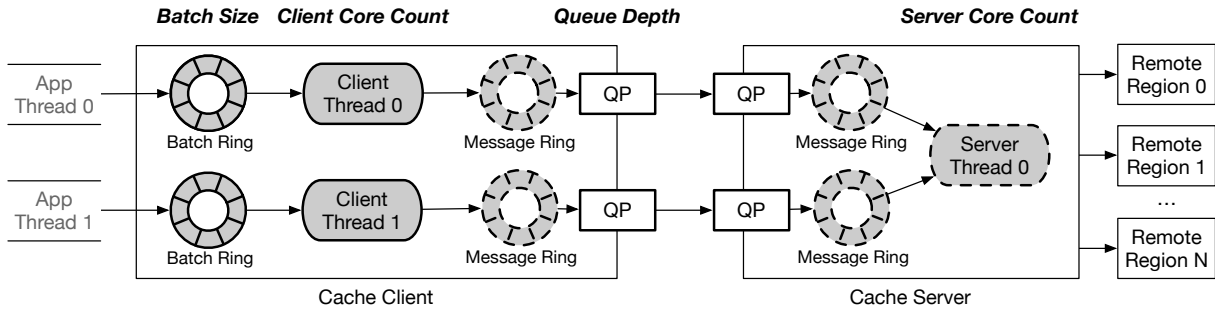 Batch Size
Client Core Count
Queue Depth
Server Core Count
App
Thread 0
Batch Ring
Client
Thread 0
Message Ring
QP
QP
Message Ring
Server
Thread 0
Remote
Region 0
Remote
Region 1
...
Remote
Region N
App
Thread 1
Batch Ring
Client
Thread 1
Message Ring
QP
QP
Message Ring
Cache Client
Cache Server